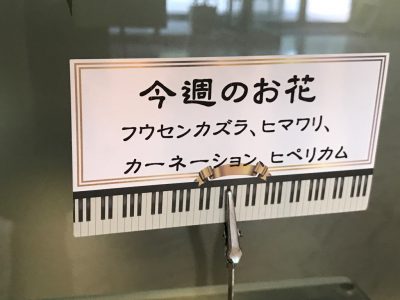 今週のお花
フウセンカズラ、ヒマワリ、
カーネーション、ヒペリカム